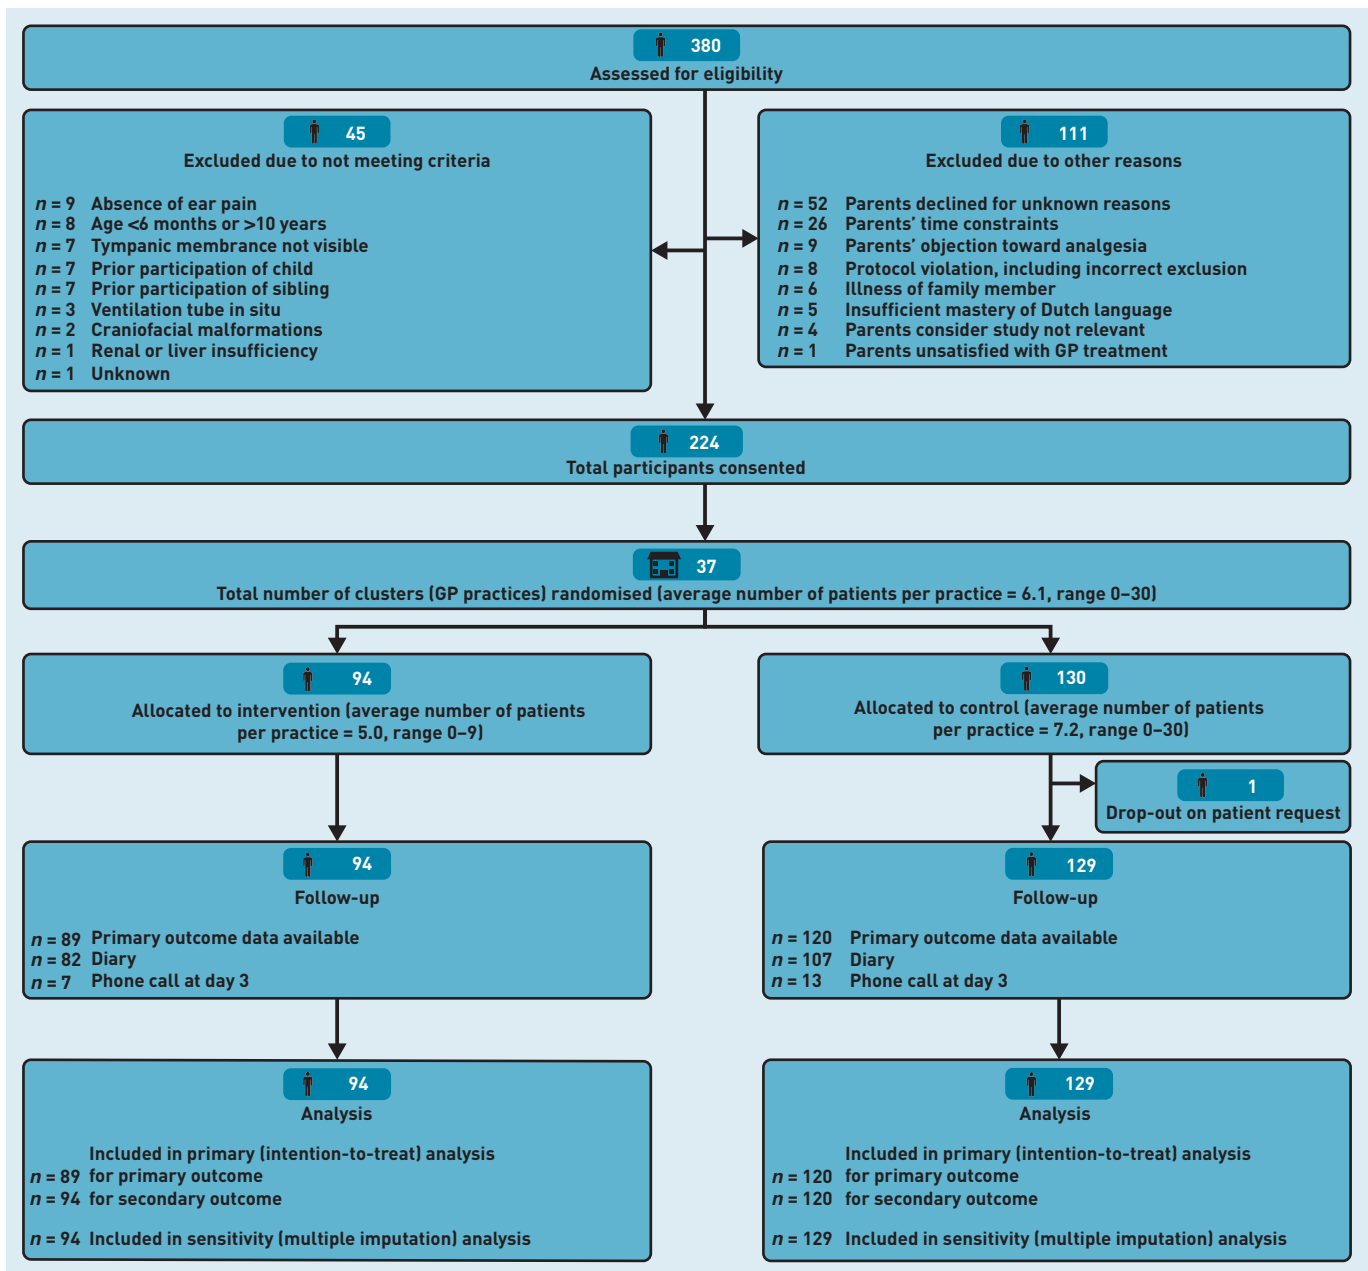 380
Assessed for eligibility
45
Excluded due to not meeting criteria
n = 9 Absence of ear pain
n = 8 Age <6 months or >10 years
n = 7 Tympanic membrance not visible
n = 7 Prior participation of child
n = 7 Prior participation of sibling
n = 3 Ventilation tube in situ
n = 2 Craniofacial malformations
n = 1 Renal or liver insufficiency
n = 1 Unknown
111
Excluded due to other reasons
n = 52 Parents declined for unknown reasons
n = 26 Parents’ time constraints
n = 9 Parents’ objection toward analgesia
n = 8 Protocol violation, including incorrect exclusion
n = 6 Illness of family member
n = 5 Insufficient mastery of Dutch language
n = 4 Parents consider study not relevant
n = 1 Parents unsatisfied with GP treatment
224
Total participants consented
37
Total number of clusters (GP practices) randomised (average number of patients per practice = 6.1, range 0–30)
94
Allocated to intervention (average number of patients
per practice = 5.0, range 0–9)
130
Allocated to control (average number of patients
per practice = 7.2, range 0–30)
1
Drop-out on patient request
94
Follow-up
n = 89 Primary outcome data available
n = 82 Diary
n = 7 Phone call at day 3
129
Follow-up
n = 120 Primary outcome data available
n = 107 Diary
n = 13 Phone call at day 3
94
Analysis
Included in primary (intention-to-treat) analysis
n = 89 for primary outcome
n = 94 for secondary outcome
n = 94 Included in sensitivity (multiple imputation) analysis
129
Analysis
Included in primary (intention-to-treat) analysis
n = 120 for primary outcome
n = 120 for secondary outcome
n = 129 Included in sensitivity (multiple imputation) analysis